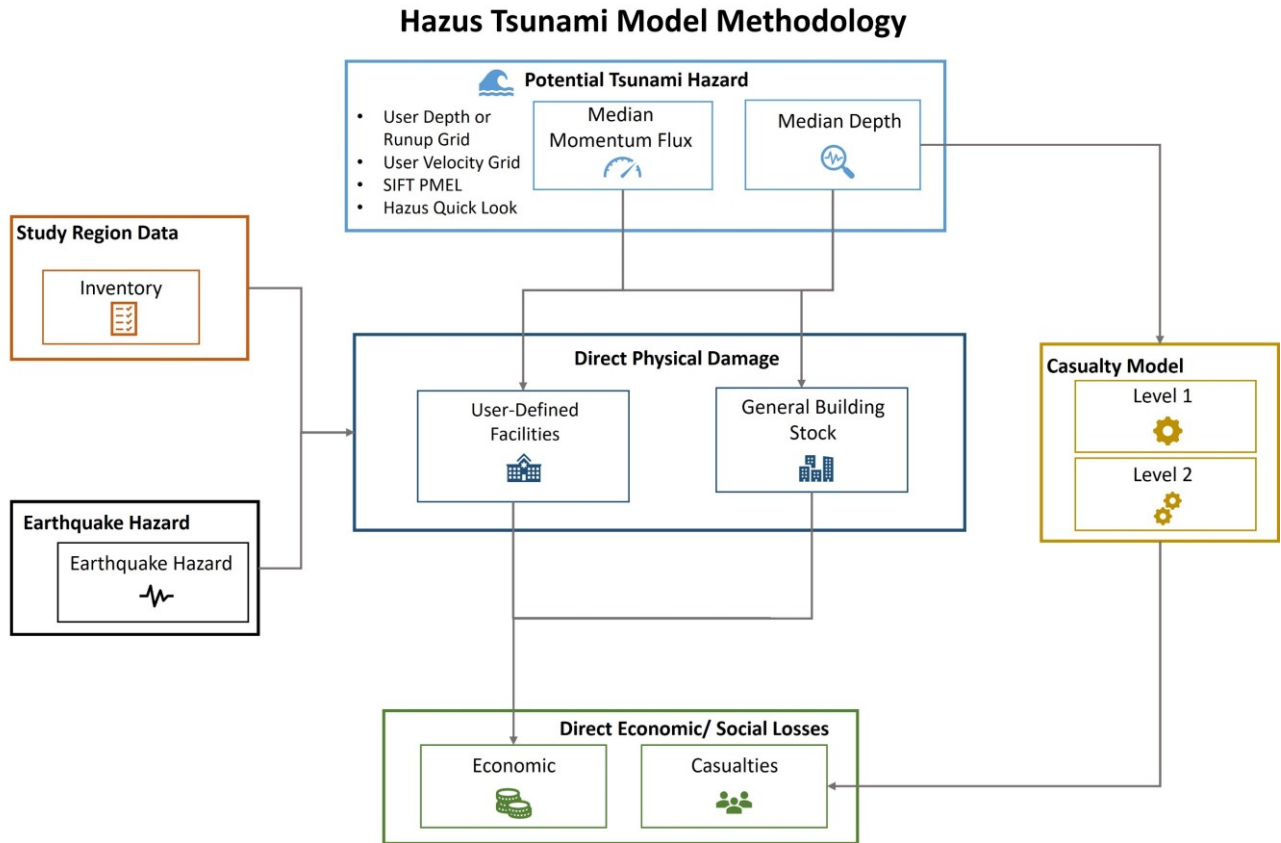 Hazus Tsunami Model Methodology
Potential Tsunami Hazard
• User Depth or
Runup Grid
• User Velocity Grid
• SIFT PMEL
• Hazus Quick Look
Median
Momentum Flux
Median Depth
Study Region Data
Inventory
Earthquake Hazard
Earthquake Hazard
Direct Physical Damage
User-Defined
Facilities
General Building
Stock
Casualty Model
Level 1
Level 2
Direct Economic/ Social Losses
Economic
Casualties